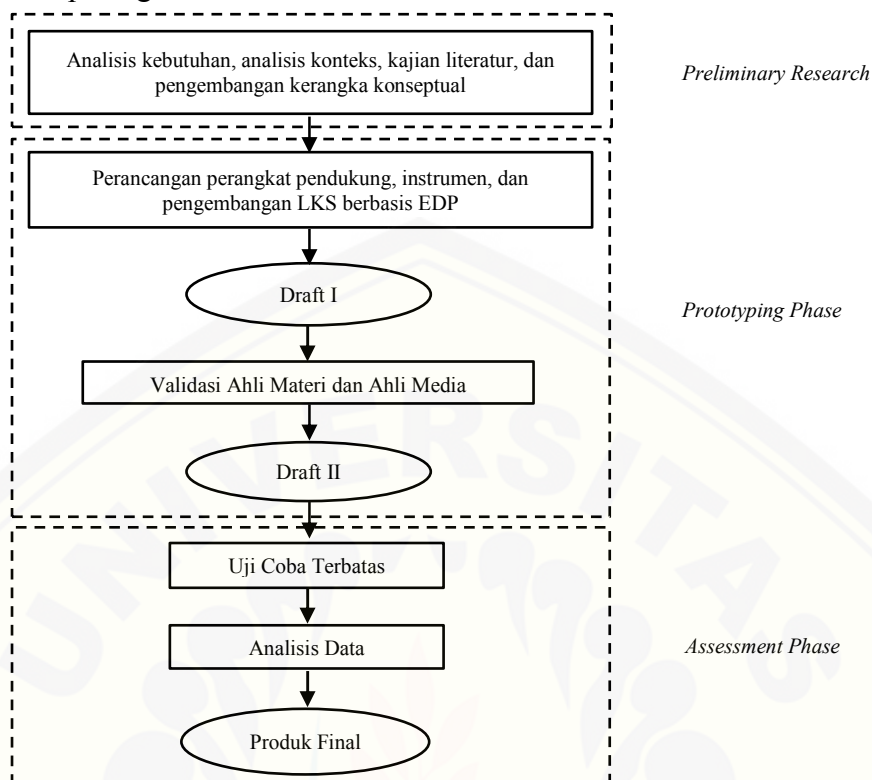 Analisis kebutuhan, analisis konteks, kajian literatur, dan
pengembangan kerangka konseptual
Preliminary Research
Perancangan perangkat pendukung, instrumen, dan
pengembangan LKS berbasis EDP
Draft I
Prototyping Phase
Validasi Ahli Materi dan Ahli Media
Draft II
Uji Coba Terbatas
Analisis Data
Assessment Phase
Produk Final
UNIVERSITAS